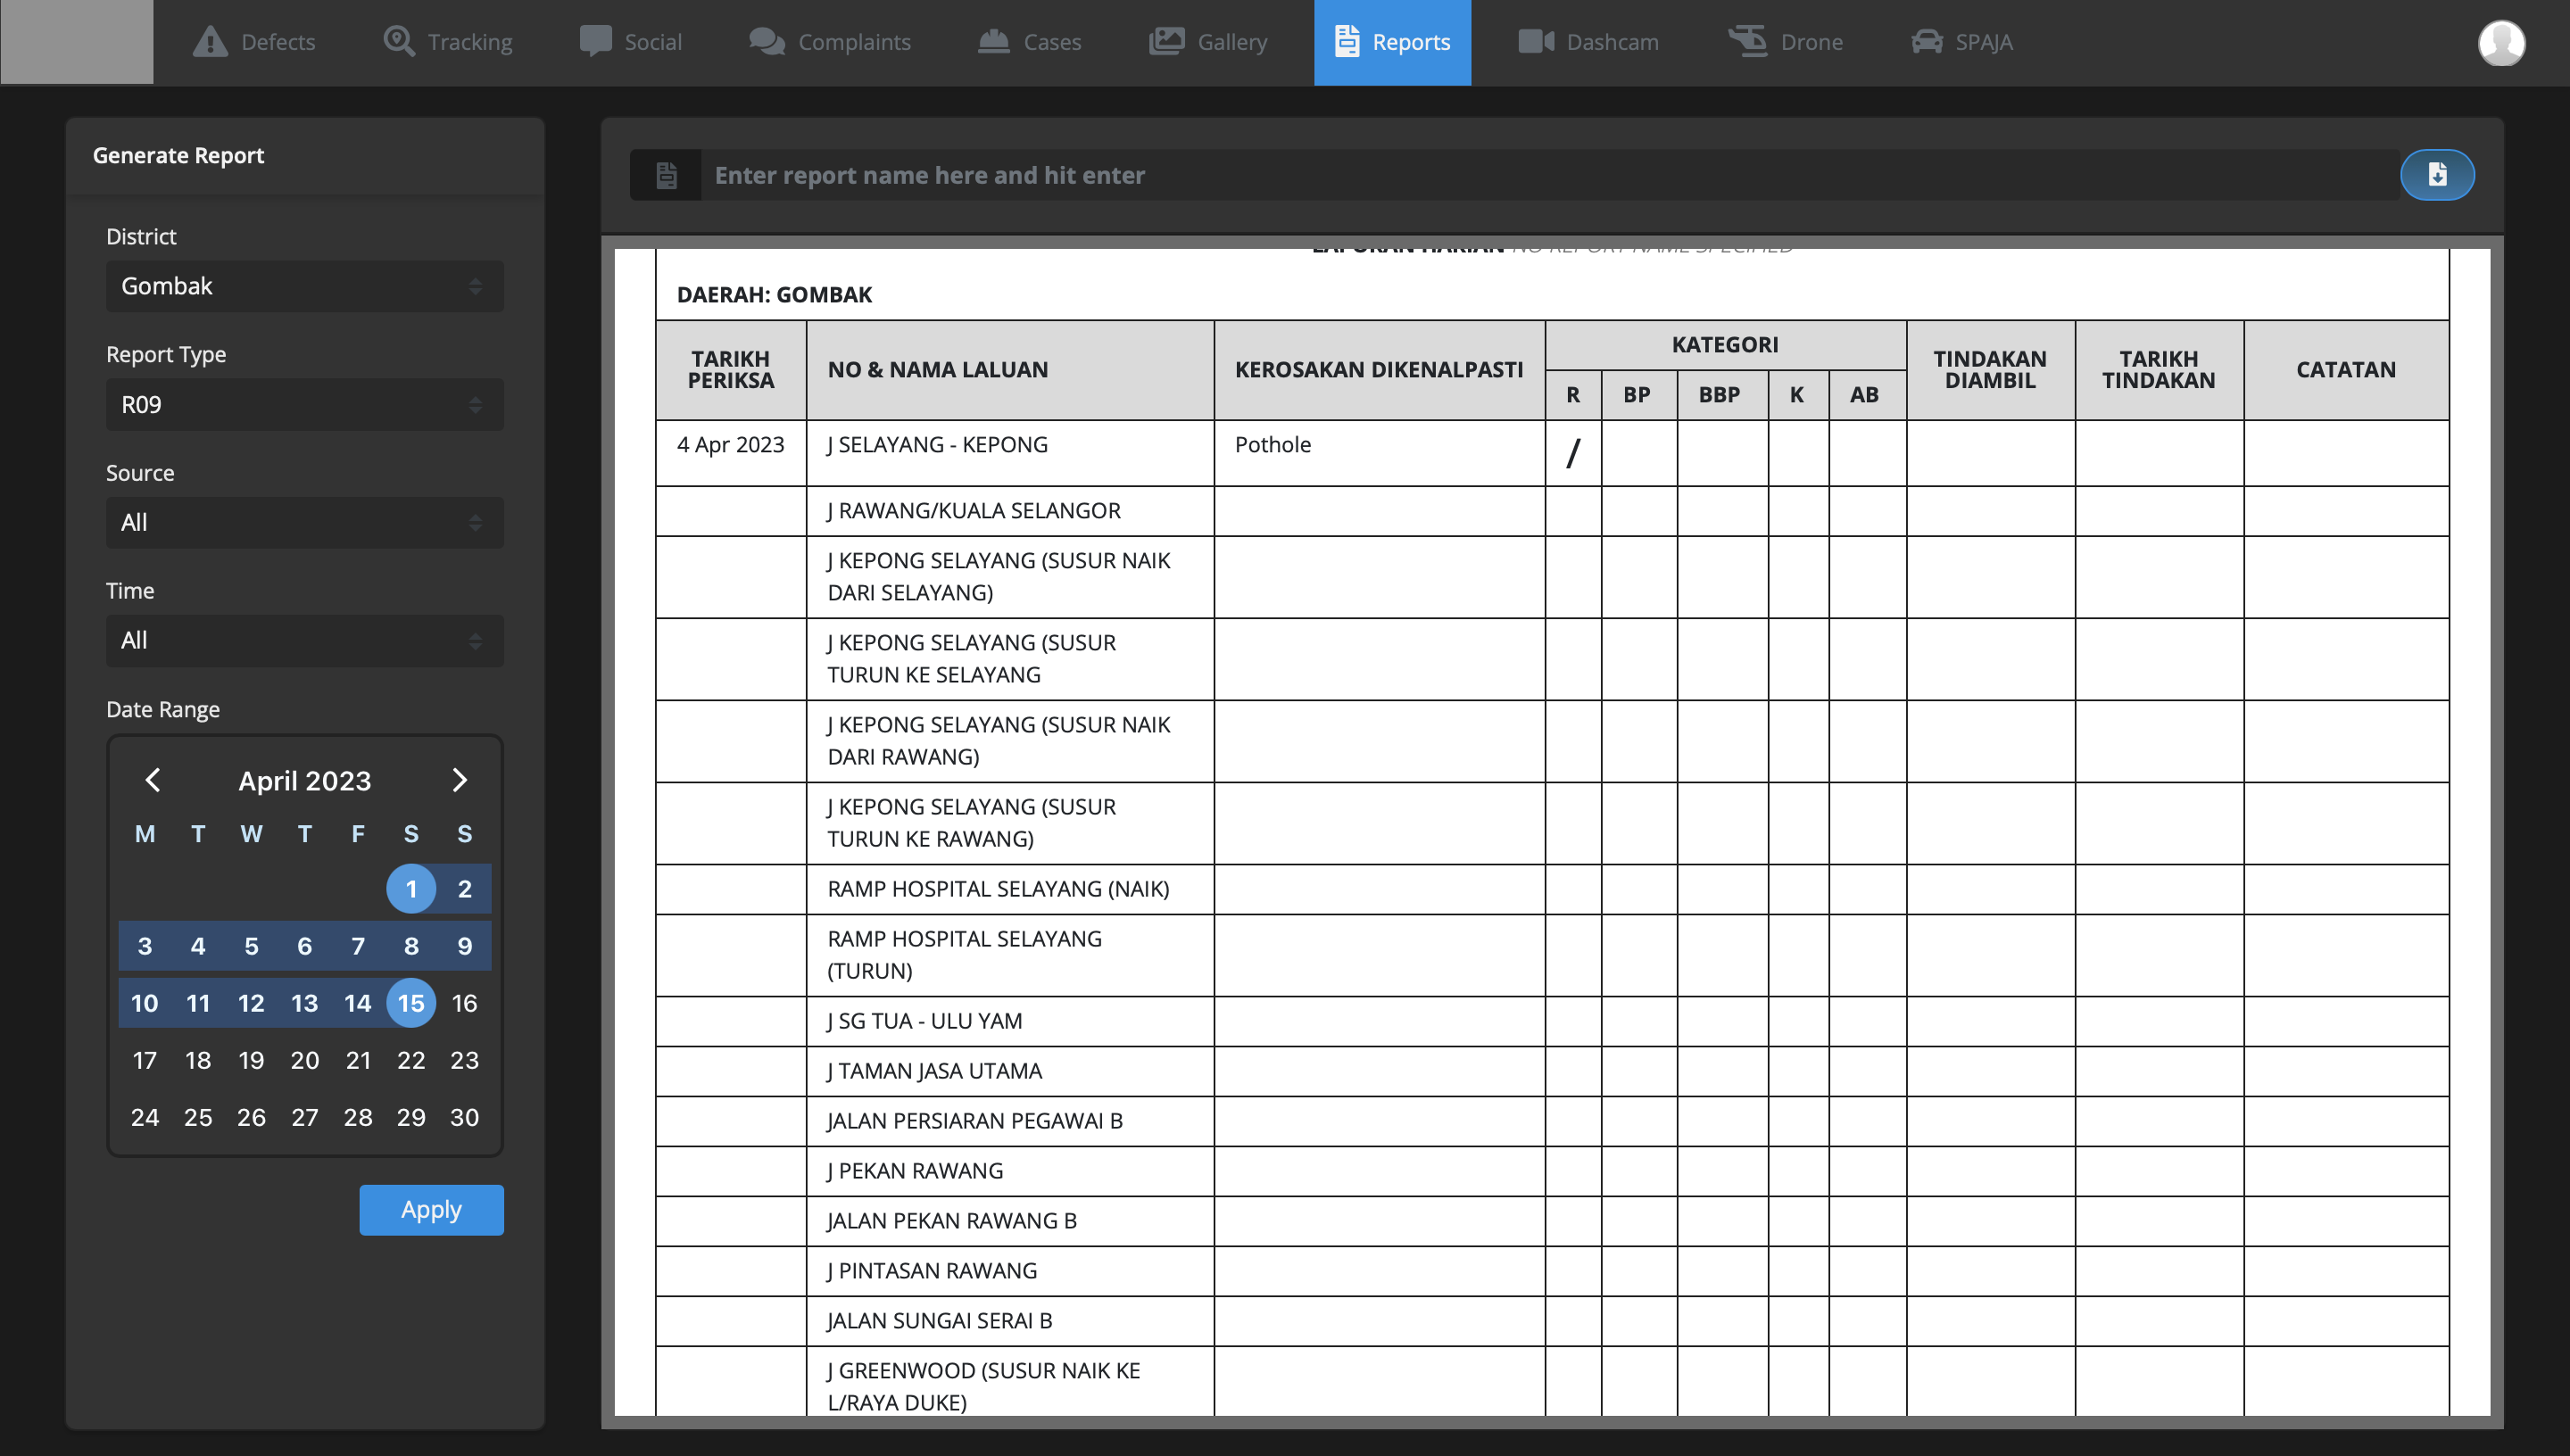 Defects
Tracking
Social
Complaints
Cases
Gallery
Reports
Dashcam
Drone
SPAJA
Generate Report
District
Gombak
Report Type
R09
Source
All
Time
All
Date Range
April 2023
M T W T F S S
1 2
3 4 5 6 7 8 9
10 11 12 13 14 15 16
17 18 19 20 21 22 23
24 25 26 27 28 29 30
Apply
Enter report name here and hit enter
LAPORAN HARIAN NO REPORT NAME SPECIFIED
DAERAH: GOMBAK
TARIKH
PERIKSA
NO & NAMA LALUAN
KEROSAKAN DIKENALPASTI
KATEGORI
R BP BBP K AB
TINDAKAN
DIAMBIL
TARIKH
TINDAKAN
CATATAN
4 Apr 2023 J SELAYANG - KEPONG Pothole /
J RAWANG/KUALA SELANGOR
J KEPONG SELAYANG (SUSUR NAIK
DARI SELAYANG)
J KEPONG SELAYANG (SUSUR
TURUN KE SELAYANG
J KEPONG SELAYANG (SUSUR NAIK
DARI RAWANG)
J KEPONG SELAYANG (SUSUR
TURUN KE RAWANG)
RAMP HOSPITAL SELAYANG (NAIK)
RAMP HOSPITAL SELAYANG
(TURUN)
J SG TUA - ULU YAM
J TAMAN JASA UTAMA
JALAN PERSIARAN PEGAWAI B
J PEKAN RAWANG
JALAN PEKAN RAWANG B
J PINTASAN RAWANG
JALAN SUNGAI SERAI B
J GREENWOOD (SUSUR NAIK KE
L/RAYA DUKE)